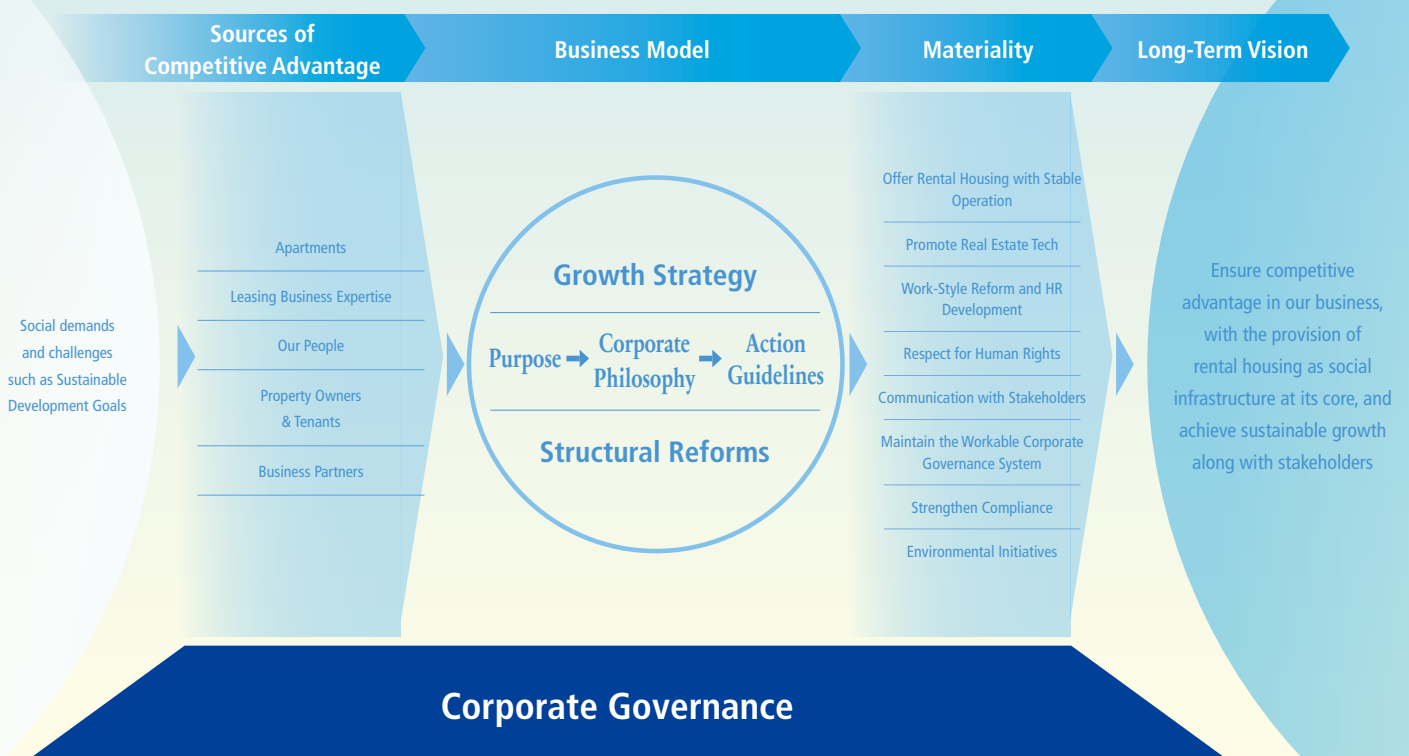 Sources of
Competitive Advantage
Business Model
Materiality
Long-Term Vision
Social demands
and challenges
such as Sustainable
Development Goals
Apartments
Leasing Business Expertise
Our People
Property Owners
& Tenants
Business Partners
Growth Strategy
Purpose
Corporate
Philosophy
Action
Guidelines
Structural Reforms
Offer Rental Housing with Stable
Operation
Promote Real Estate Tech
Work-Style Reform and HR
Development
Respect for Human Rights
Communication with Stakeholders
Maintain the Workable Corporate
Governance System
Strengthen Compliance
Environmental Initiatives
Ensure competitive
advantage in our business,
with the provision of
rental housing as social
infrastructure at its core, and
achieve sustainable growth
along with stakeholders
Corporate Governance